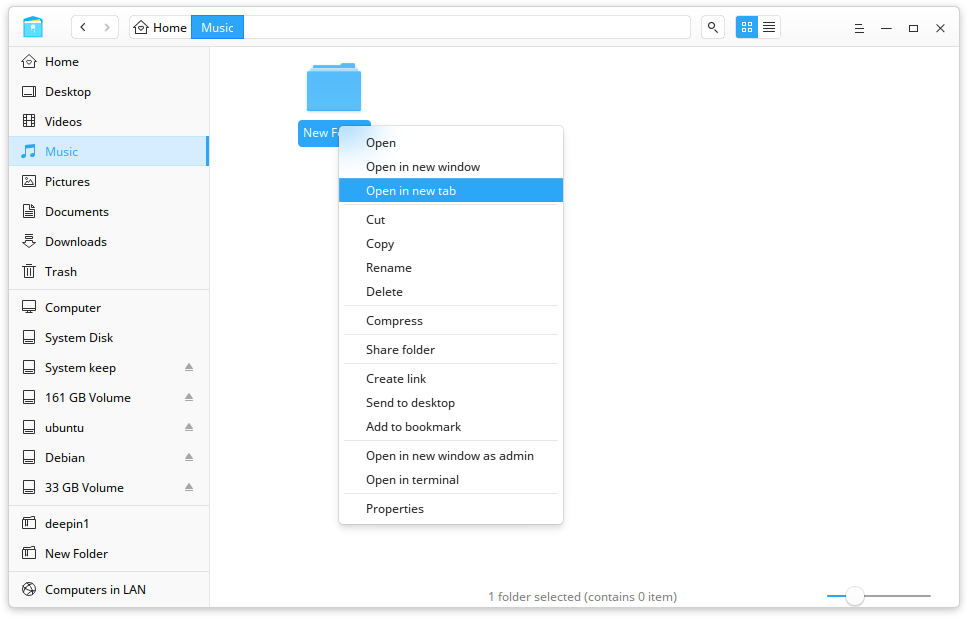 Home Music
Home
Desktop
Videos
Music
Pictures
Documents
Downloads
Trash
Computer
System Disk
System keep
161 GB Volume
ubuntu
Debian
33 GB Volume
deepin1
New Folder
Computers in LAN
New
Open
Open in new window
Open in new tab
Cut
Copy
Rename
Delete
Compress
Share folder
Create link
Send to desktop
Add to bookmark
Open in new window as admin
Open in terminal
Properties
1 folder selected (contains 0 item)